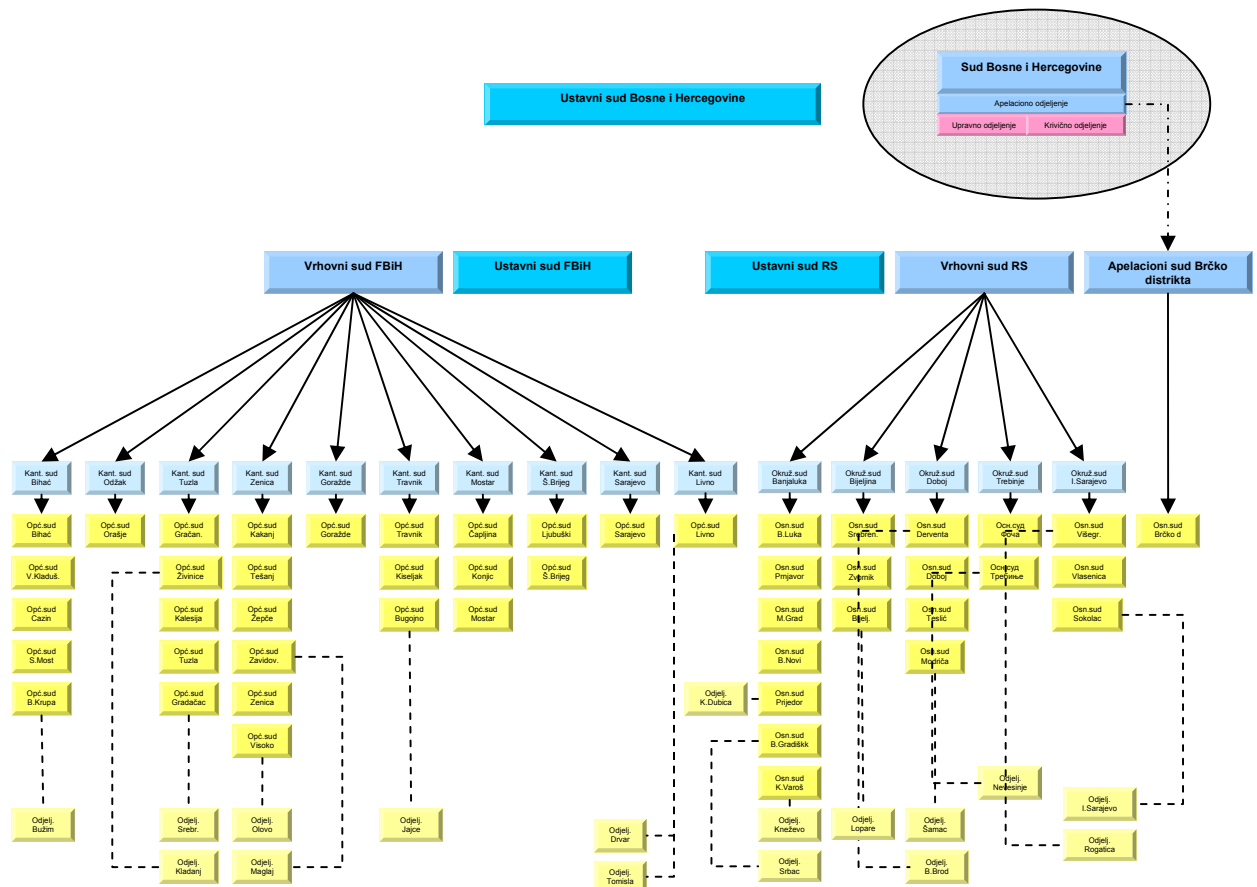 Sud Bosne i Hercegovine
Apelaciono odjeljenje
Upravno odjeljenje
Krivično odjeljenje
Ustavni sud Bosne i Hercegovine
Vrhovni sud FBiH
Ustavni sud FBiH
Ustavni sud RS
Vrhovni sud RS
Apelacioni sud Brčko
distrikta
Kant. sud
Bihać
Kant. sud
Odžak
Kant. sud
Tuzla
Kant. sud
Zenica
Kant. sud
Goražde
Kant. sud
Travnik
Kant. sud
Mostar
Kant. sud
Š.Brijeg
Kant. sud
Sarajevo
Kant. sud
Livno
Okruž.sud
Banjaluka
Okruž.sud
Bijeljina
Okruž.sud
Doboj
Okruž.sud
Trebinje
Okruž.sud
I.Sarajevo
Opć.sud
Bihać
Opć.sud
Orašje
Opć.sud
Gračan.
Opć.sud
Kakanj
Opć.sud
Goražde
Opć.sud
Travnik
Opć.sud
Čapljina
Opć.sud
Ljubuški
Opć.sud
Sarajevo
Opć.sud
Livno
Osn.sud
B.Luka
Osn.sud
Srebren.
Osn.sud
Derventa
Осн.суд
Фоча
Osn.sud
Višegr.
Osn.sud
Brčko d
Opć.sud
V.Kladuš.
Opć.sud
Živinice
Opć.sud
Tešanj
Opć.sud
Kiseljak
Opć.sud
Konjic
Opć.sud
Š.Brijeg
Osn.sud
Prnjavor
Osn.sud
Zvornik
Osn.sud
Doboj
Осн.суд
Требиње
Osn.sud
Vlasenica
Opć.sud
Cazin
Opć.sud
Kalesija
Opć.sud
Žepče
Opć.sud
Bugojno
Opć.sud
Mostar
Osn.sud
M.Grad
Osn.sud
Bijelj.
Osn.sud
Teslić
Osn.sud
Sokolac
Opć.sud
S.Most
Opć.sud
Tuzla
Opć.sud
Zavidov.
Osn.sud
B.Novi
Osn.sud
Modriča
Opć.sud
B.Krupa
Opć.sud
Gradačac
Opć.sud
Zenica
Odjelj.
K.Dubica
Osn.sud
Prijedor
Opć.sud
Visoko
Osn.sud
B.Gradiškk
Osn.sud
K.Varoš
Odjelj.
Nevesinje
Odjelj.
I.Sarajevo
Odjelj.
Bužim
Odjelj.
Srebr.
Odjelj.
Olovo
Odjelj.
Jajce
Odjelj.
Drvar
Odjelj.
Kneževo
Odjelj.
Lopare
Odjelj.
Šamac
Odjelj.
Rogatica
Odjelj.
Kladanj
Odjelj.
Maglaj
Odjelj.
Tomisla
Odjelj.
Srbac
Odjelj.
B.Brod